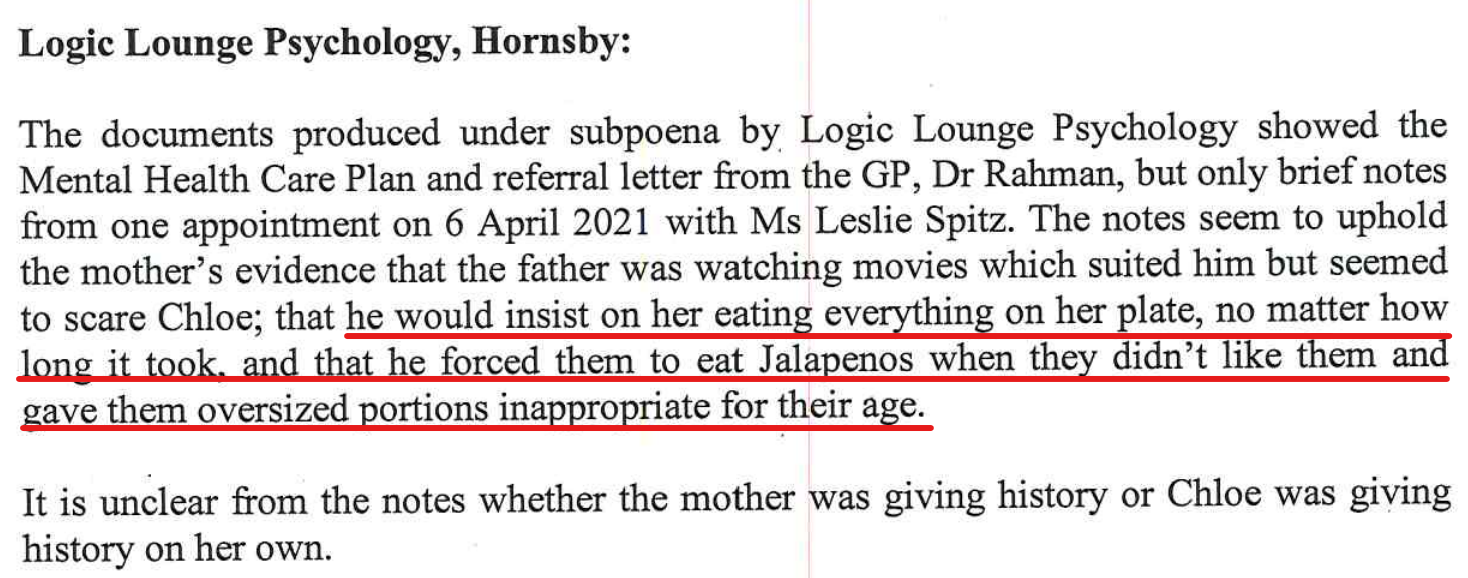 Logic Lounge Psychology, Hornsby:
The documents produced under subpoena by Logic Lounge Psychology showed the
Mental Health Care Plan and referral letter from the GP, Dr Rahman, but only brief notes
from one appointment on 6 April 2021 with Ms Leslie Spitz. The notes seem to uphold
the mother's evidence that the father was watching movies which suited him but seemed
to scare Chloe; that he would insist on her eating everything on her plate, no matter how
long it took, and that he forced them to eat Jalapenos when they didn't like them and
gave them oversized portions inappropriate for their age.
It is unclear from the notes whether the mother was giving history or Chloe was giving
history on her own.